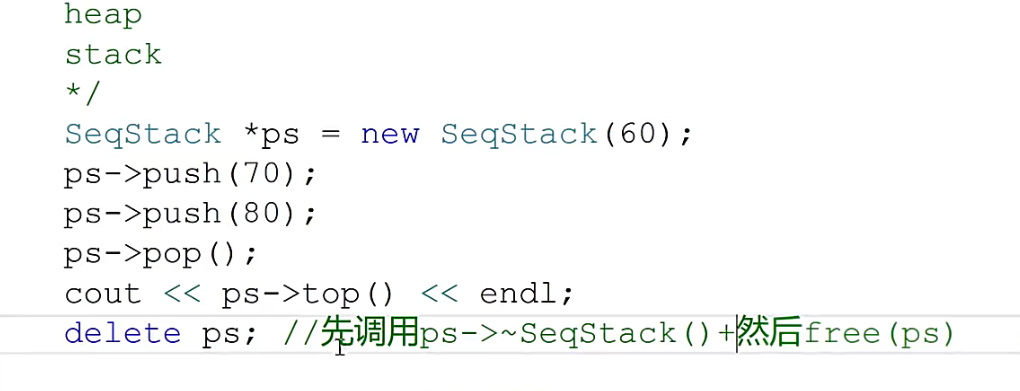 heap
stack
*/
SeqStack *ps = new SeqStack(60);
ps->push(70);
ps->push(80);
ps->pop();
cout << ps->top() << endl;
delete ps; //先调用ps->~SeqStack()+然后free(ps)